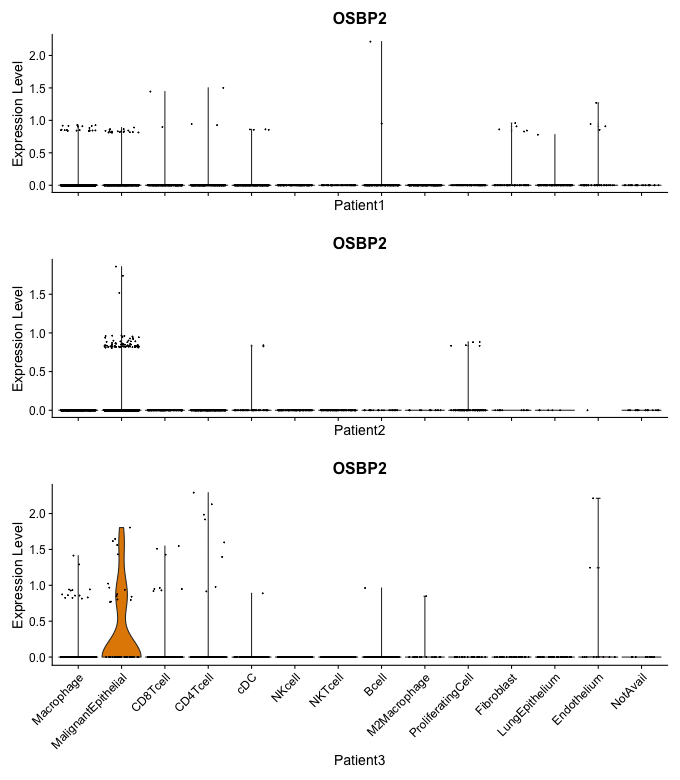 OSBP2
Expression Level
2.0
1.5
1.0
0.5
0.0
Patient1
OSBP2
Expression Level
1.5
1.0
0.5
0.0
Patient2
OSBP2
Expression Level
2.0
1.5
1.0
0.5
0.0
Macrophage
MalignantEpithelial
CD8Tcell
CD4Tcell
cDC
NKcell
NKTcell
Bcell
M2Macrophage
ProliferatingCell
Fibroblast
LungEpithelium
Endothelium
NotAvail
Patient3